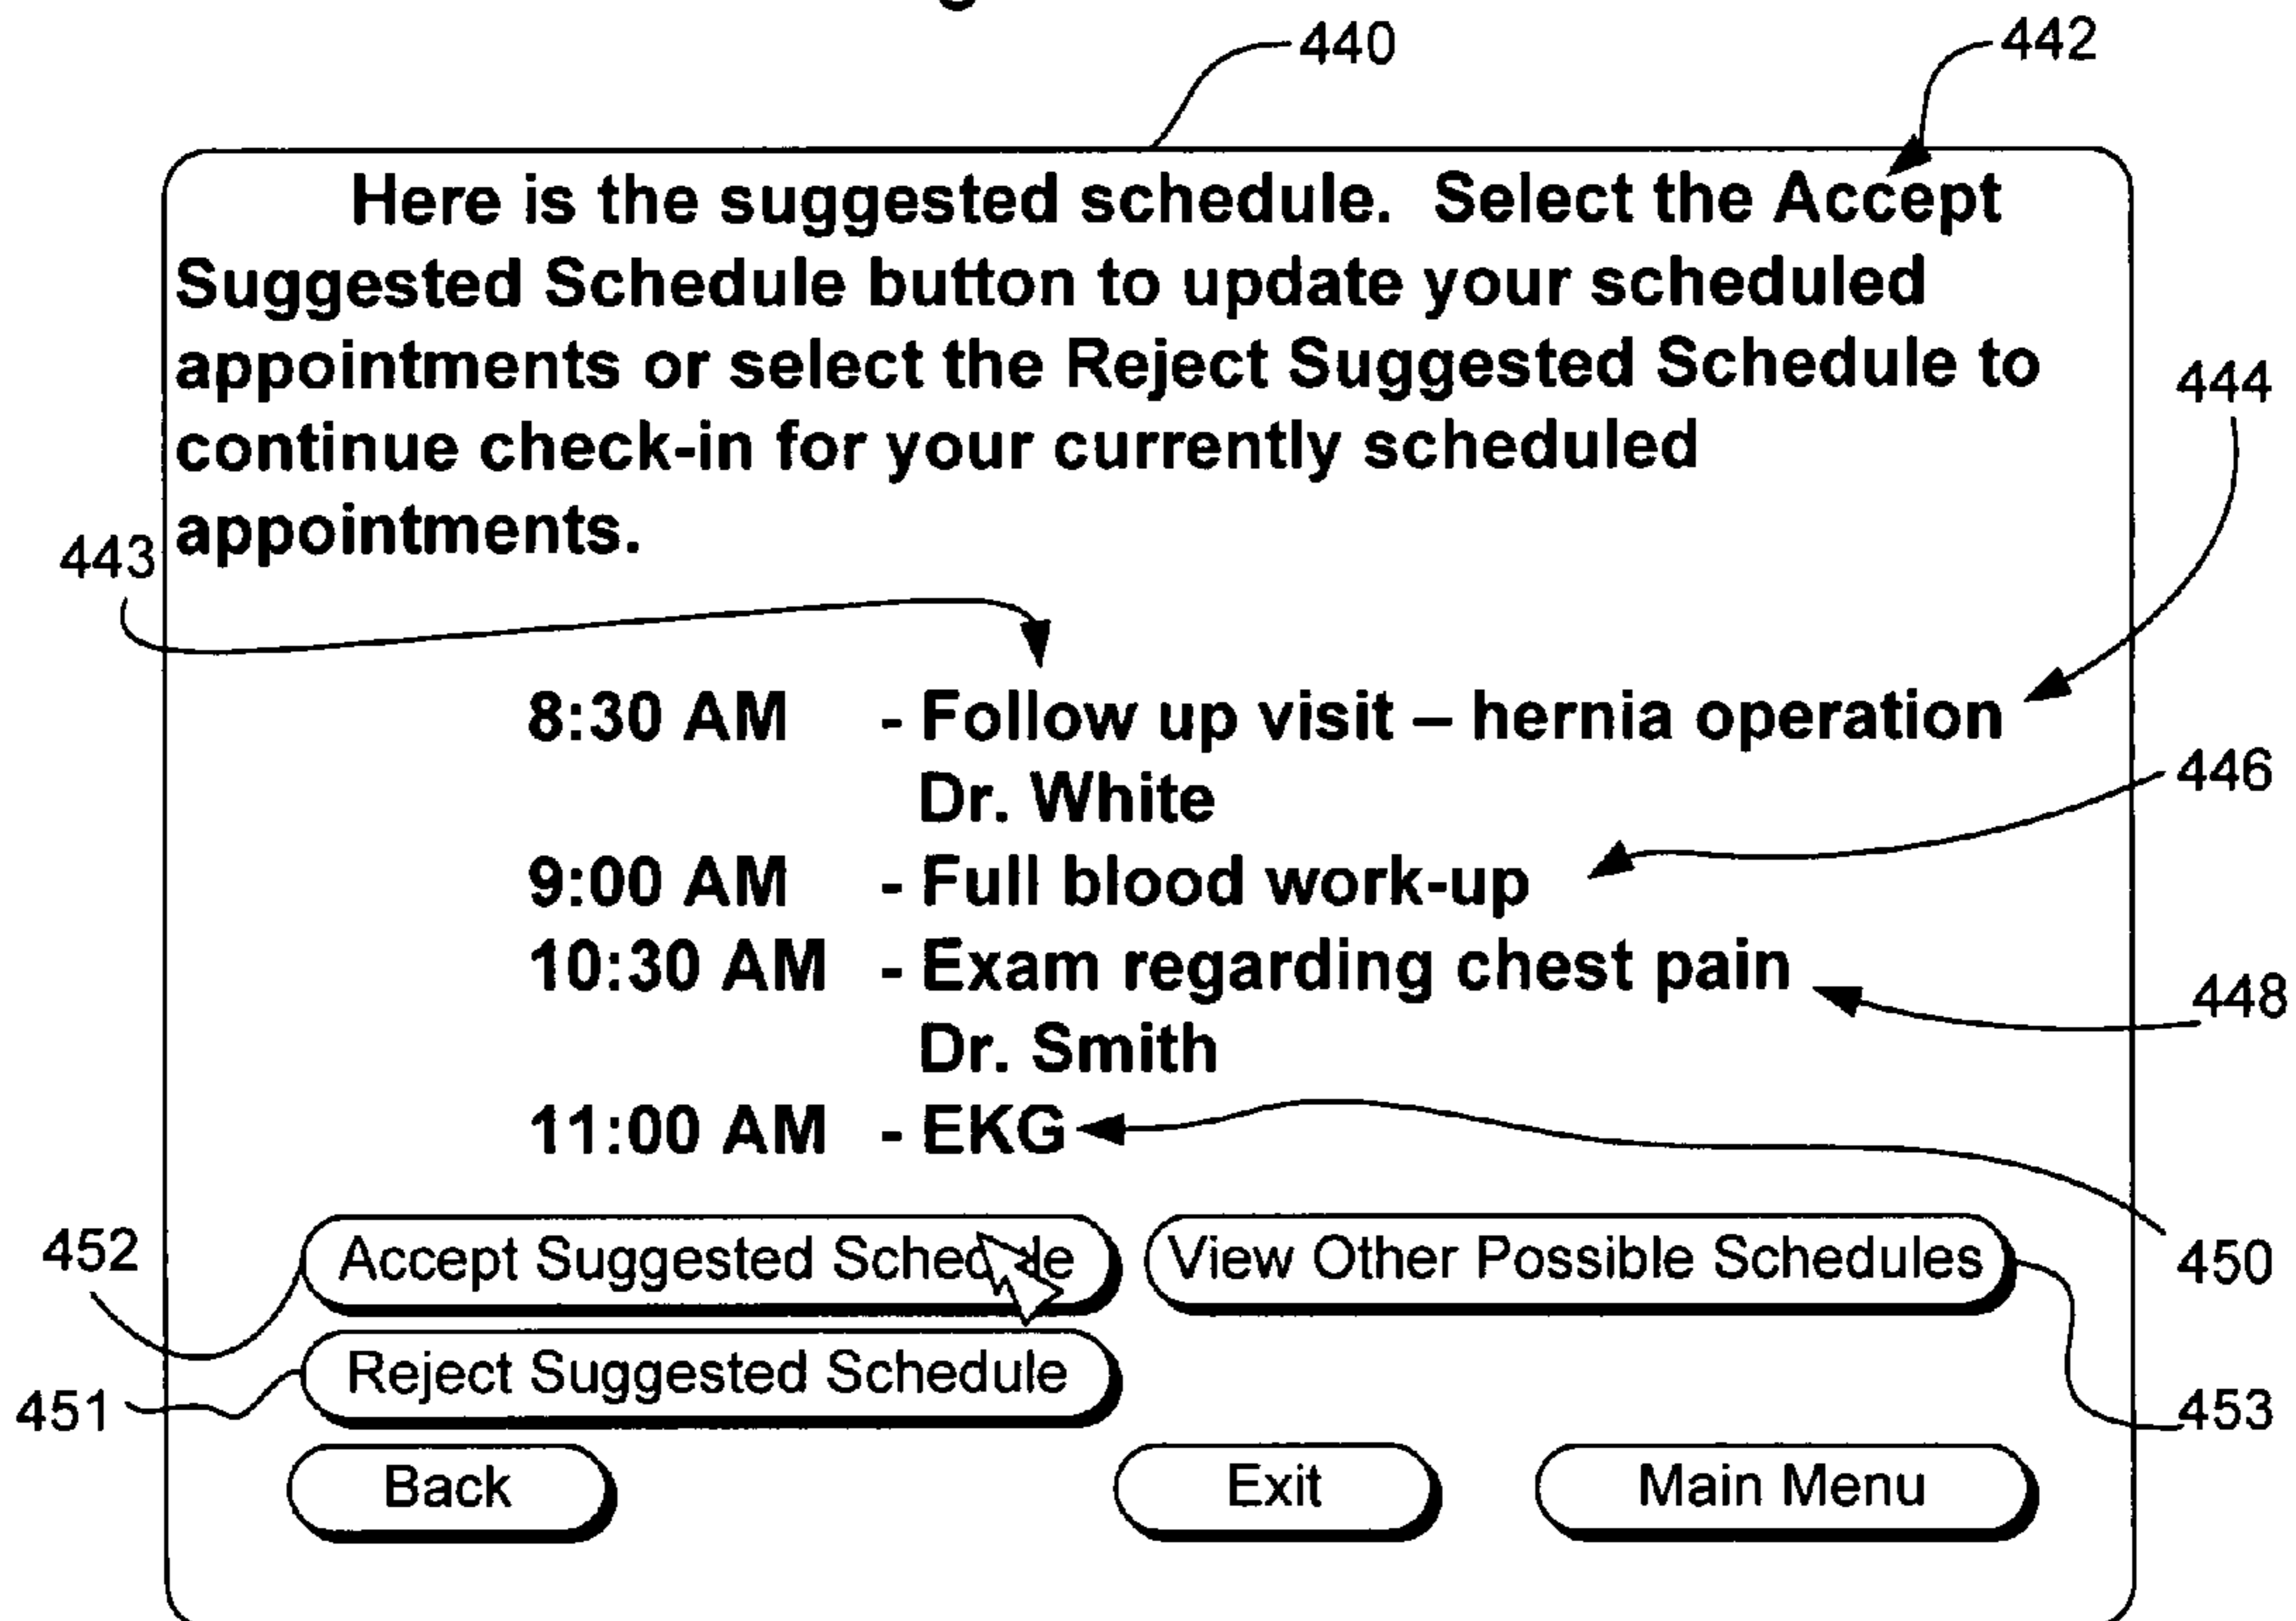 440
442
Here is the suggested schedule. Select the Accept
Suggested Schedule button to update your scheduled
appointments or select the Reject Suggested Schedule to
444
continue check-in for your currently scheduled
443 appointments.
8:30 AM - Follow up visit – hernia operation
446
Dr. White
9:00 AM - Full blood work-up
10:30 AM - Exam regarding chest pain
448
Dr. Smith
11:00 AM - EKG
452 Accept Suggested Schedule View Other Possible Schedules 450
451 Reject Suggested Schedule 453
Back Exit Main Menu